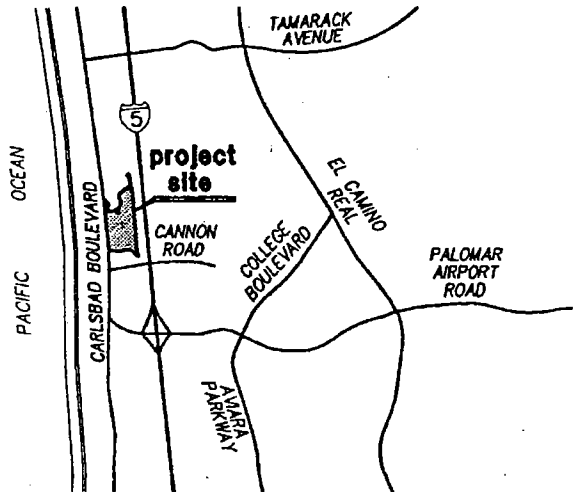 TAMARACK
AVENUE
5
project
site
OCEAN
PACIFIC
CARLSBAD BOULEVARD
CANNON
ROAD
COLLEGE
BOULEVARD
EL CAMINO
REAL
PALOMAR
AIRPORT
ROAD
AVIARA
PARKWAY